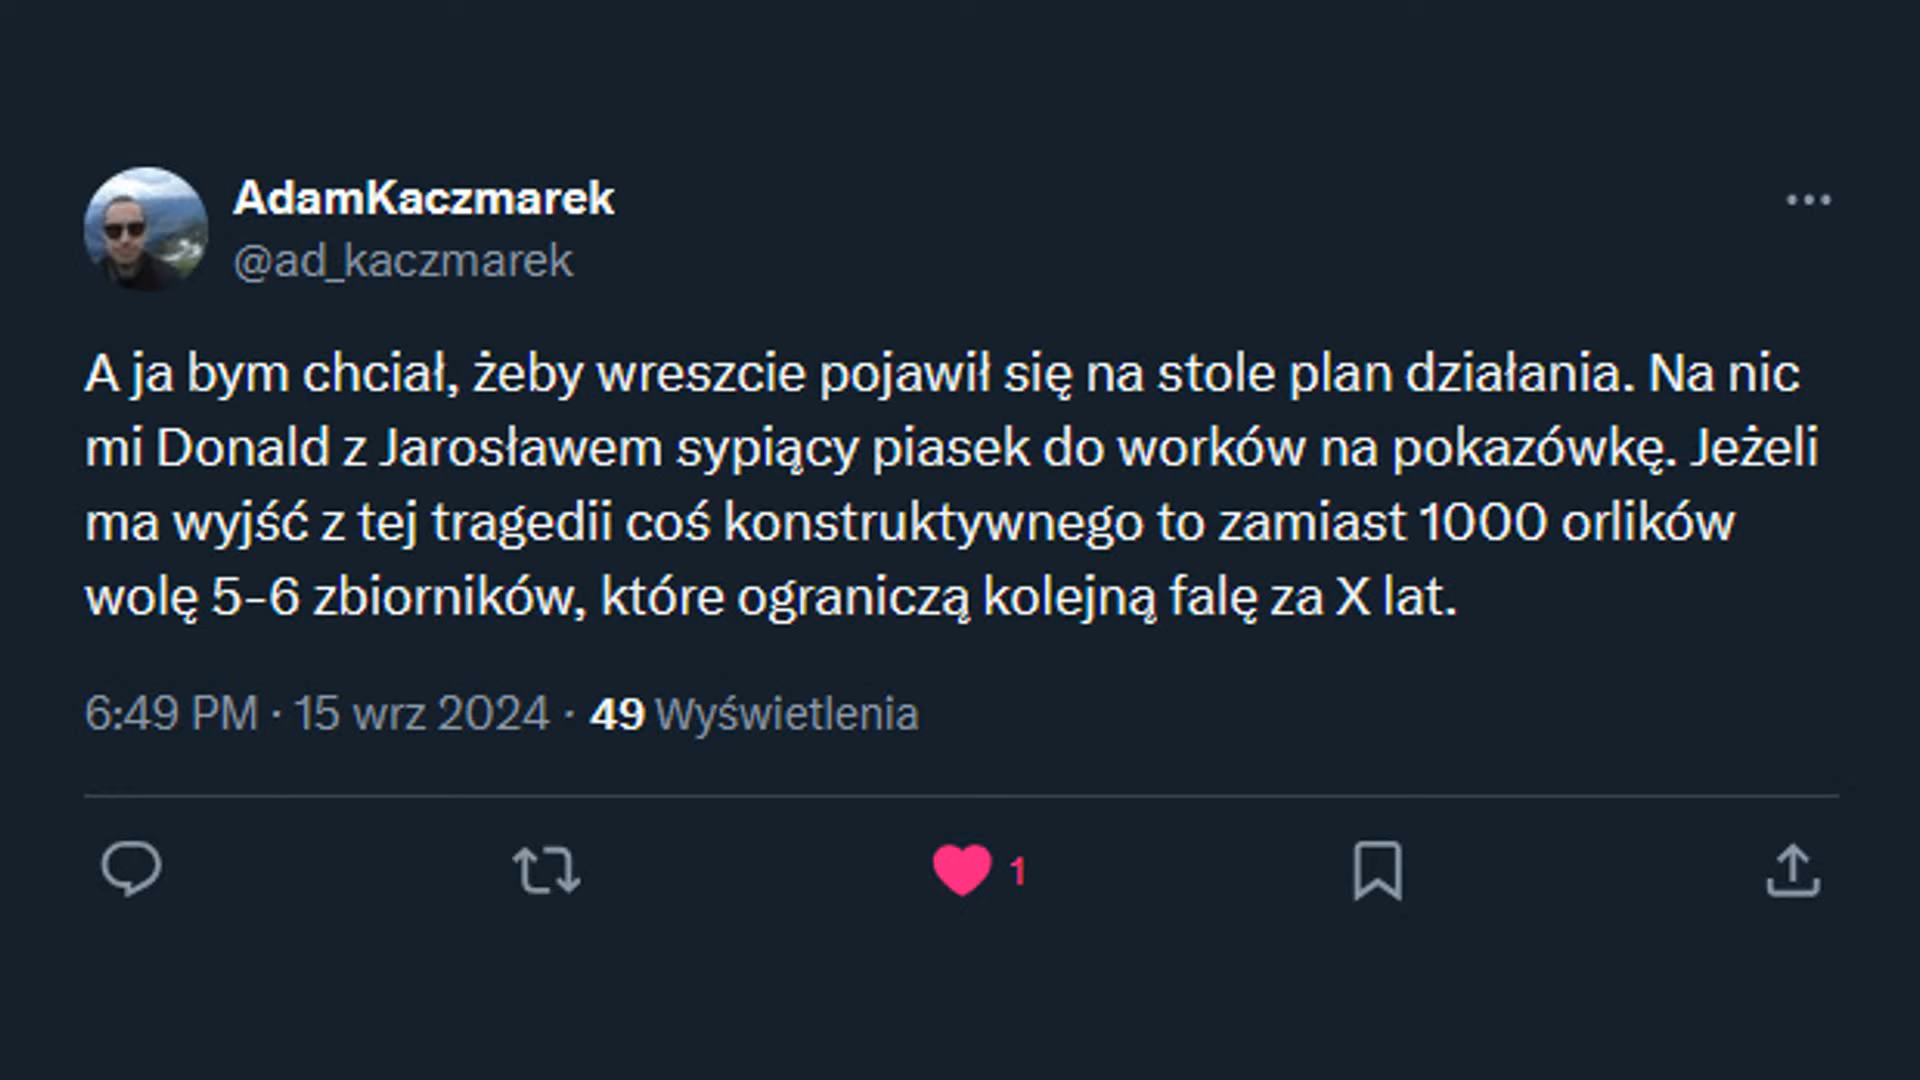 AdamKaczmarek
@ad_kaczmarek
A ja bym chciał, żeby wreszcie pojawił się na stole plan działania. Na nic
mi Donald z Jarosławem sypiący piasek do worków na pokazówkę. Jeżeli
ma wyjść z tej tragedii coś konstruktywnego to zamiast 1000 orlików
wolę 5-6 zbiorników, które ograniczą kolejną falę za X lat.
6:49 PM · 15 wrz 2024 · 49 Wyświetlenia
1